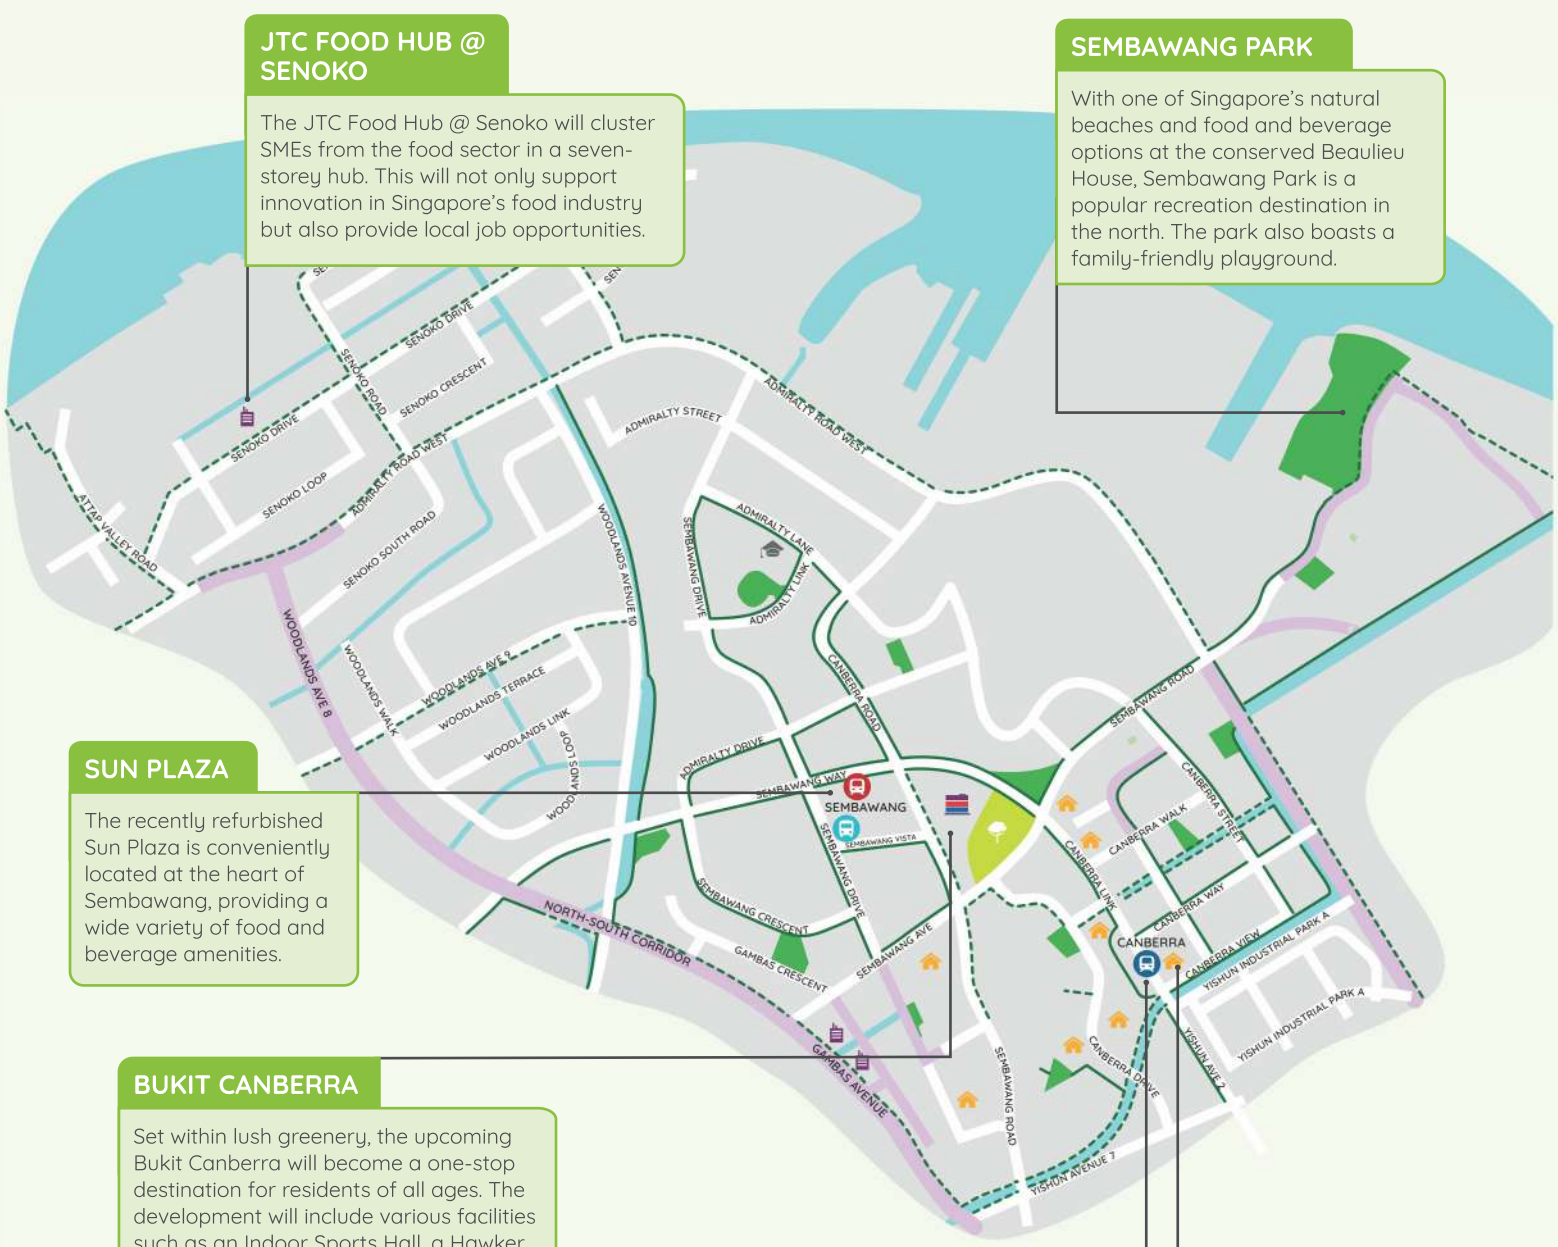 JTC FOOD HUB @
SENOKO
The JTC Food Hub @ Senoko will cluster
SMEs from the food sector in a seven-
storey hub. This will not only support
innovation in Singapore's food industry
but also provide local job opportunities.
SEMBAWANG PARK
With one of Singapore's natural
beaches and food and beverage
options at the conserved Beaulieu
House, Sembawang Park is a
popular recreation destination in
the north. The park also boasts a
family-friendly playground.
SENOKO DRIVE
SENOKO ROAD
SENOKO CRESCENT
SENOKO DRIVE
SENOKO LOOP
ADMIRALTY ROAD WEST
ADMIRALTY STREET
ADMIRALTY ROAD WEST
ATTAP VALLEY ROAD
SENOKO SOUTH ROAD
WOODLANDS AVENUE 10
SEMBAWANG DRIVE
ADMIRALTY LANE
ADMIRALTY LINK
WOODLANDS AVE 8
WOODLANDS WALK
WOODLANDS AVE 9
WOODLANDS TERRACE
WOODLANDS LINK
WOODLANDS LOOP
CANBERRA ROAD
SEMBAWANG ROAD
ADMIRALTY DRIVE
SEMBAWANG WAY
SEMBAWANG
SEMBAWANG VISTA
SEMBAWANG DRIVE
CANBERRA STREET
CANBERRA WALK
CANBERRA LINK
CANBERRA WAY
CANBERRA
CANBERRA VIEW
YISHUN INDUSTRIAL PARK A
YISHUN INDUSTRIAL PARK A
SEMBAWANG CRESCENT
NORTH-SOUTH CORRIDOR
GAMBAS CRESCENT
SEMBAWANG AVE
GAMBAS AVENUE
SEMBAWANG ROAD
CANBERRA DRIVE
YISHUN AVE 2
YISHUN AVENUE 7
SUN PLAZA
The recently refurbished
Sun Plaza is conveniently
located at the heart of
Sembawang, providing a
wide variety of food and
beverage amenities.
BUKIT CANBERRA
Set within lush greenery, the upcoming
Bukit Canberra will become a one-stop
destination for residents of all ages. The
development will include various facilities
such as an Indoor Sports Hall, a Hawker